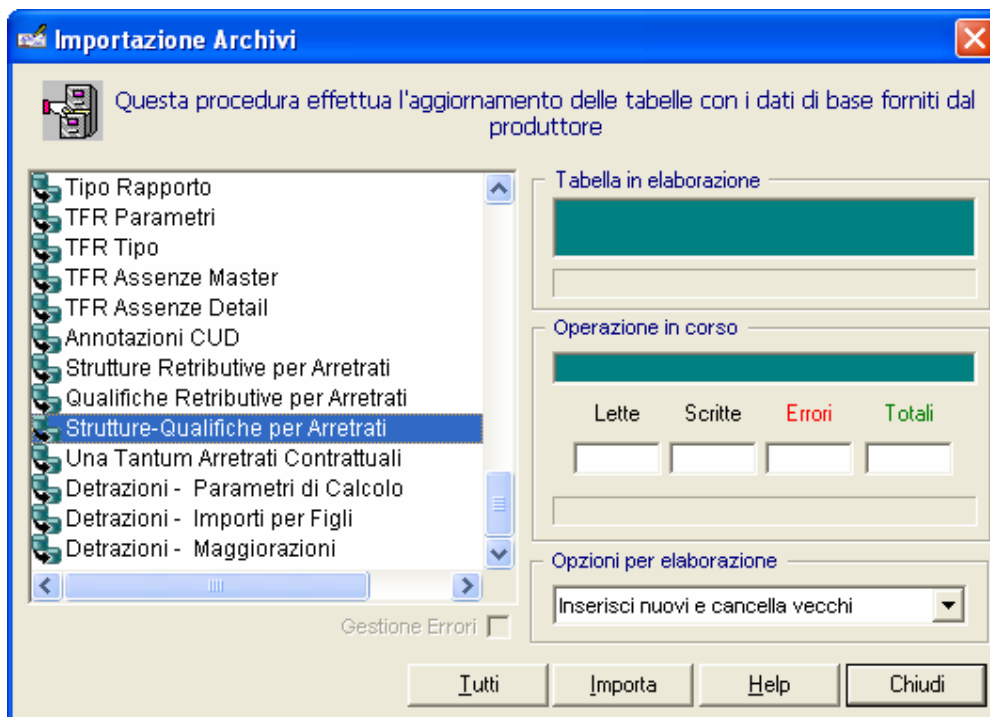 Importazione Archivi
Questa procedura effettua l'aggiornamento delle tabelle con i dati di base forniti dal
produttore
Tipo Rapporto
TFR Parametri
TFR Tipo
TFR Assenze Master
TFR Assenze Detail
Annotazioni CUD
Strutture Retributive per Arretrati
Qualifiche Retributive per Arretrati
Strutture-Qualifiche per Arretrati
Una Tantum Arretrati Contrattuali
Detrazioni - Parametri di Calcolo
Detrazioni - Importi per Figli
Detrazioni - Maggiorazioni
Gestione Errori
Tabella in elaborazione
Operazione in corso
Lette Scritte Errori Totali
Opzioni per elaborazione
Inserisci nuovi e cancella vecchi
Tutti Importa Help Chiudi